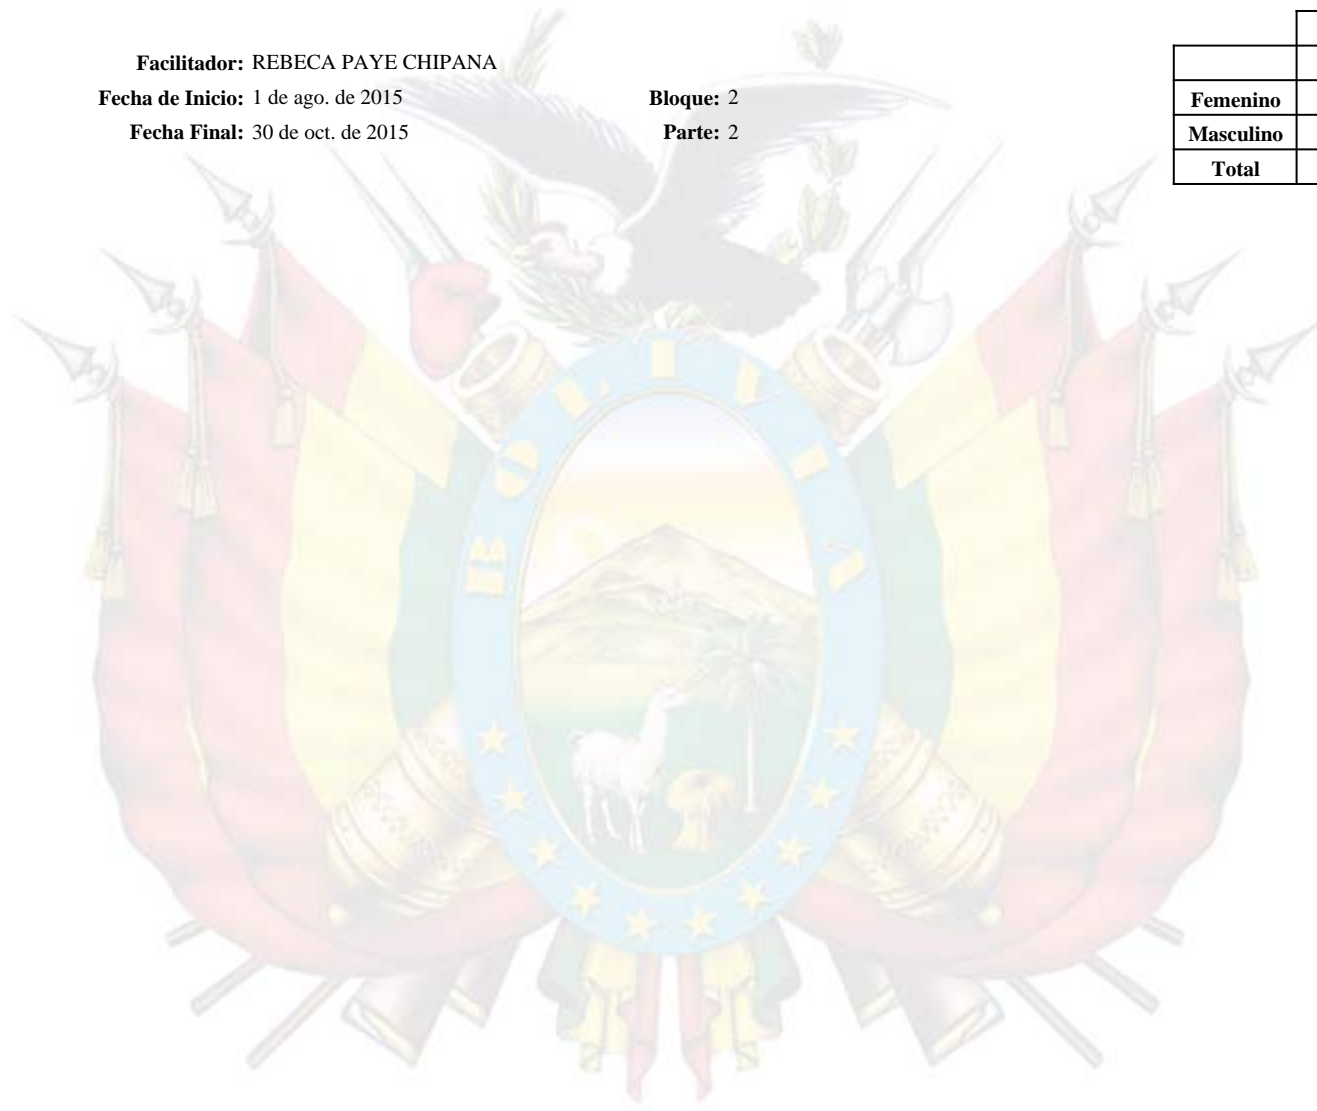 Facilitador: REBECA PAYE CHIPANA
Fecha de Inicio: 1 de ago. de 2015 Bloque: 2
Fecha Final: 30 de oct. de 2015 Parte: 2
Femenino
Masculino
Total
BOLIVIA